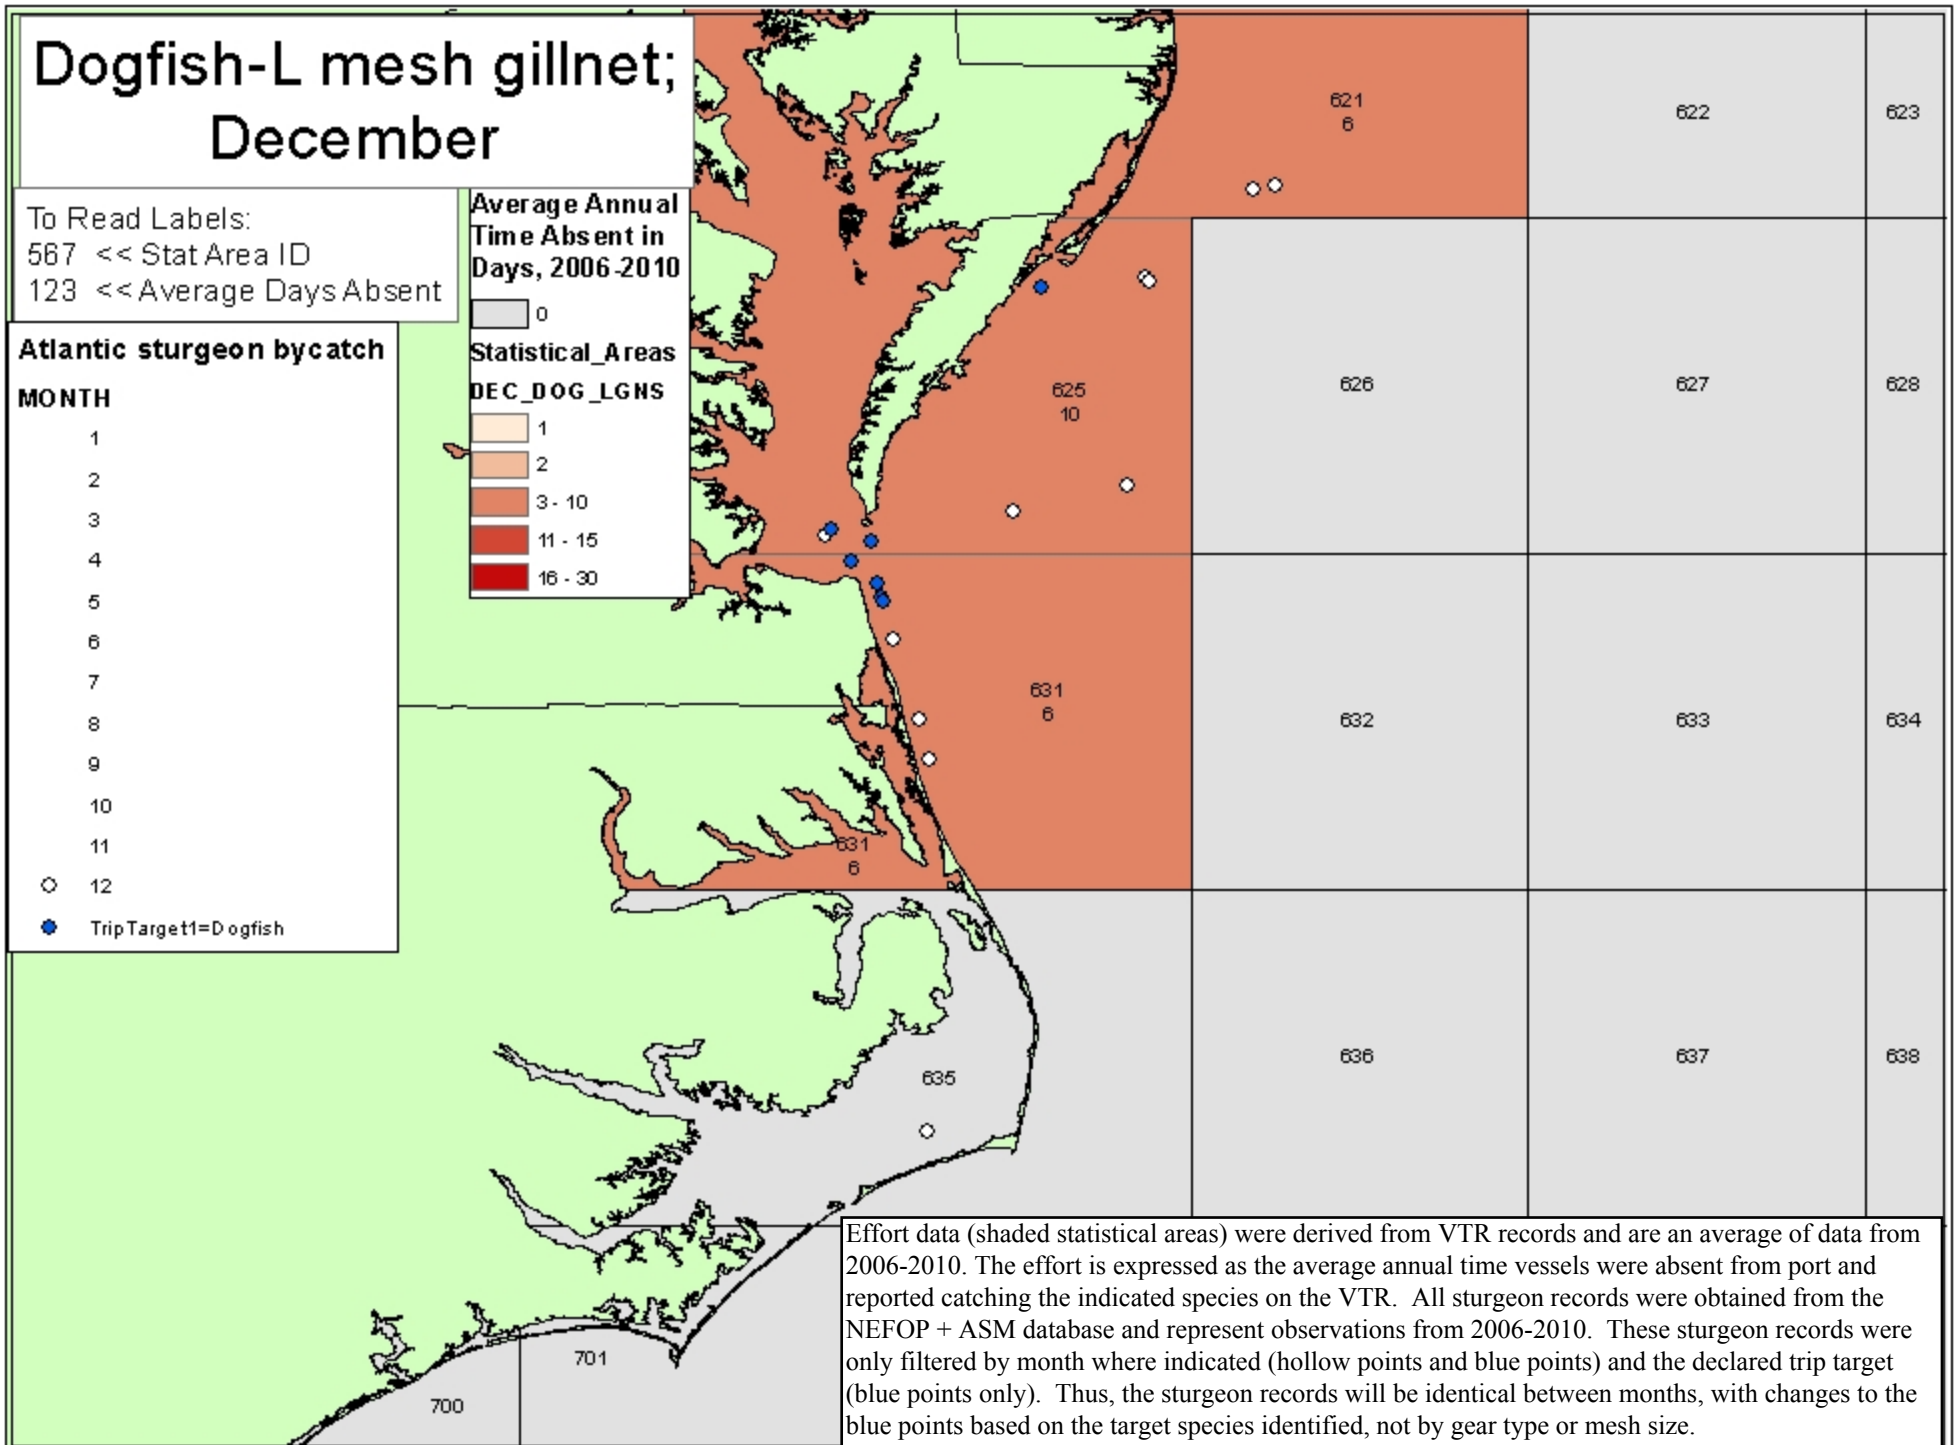 Dogfish-L mesh gillnet;
December
To Read Labels:
567 << Stat Area ID
123 << Average Days Absent
Average Annual
Time Absent in
Days, 2006-2010
0
Statistical_Areas
DEC_DOG_LGNS
1
2
3 - 10
11 - 15
16 - 30
Atlantic sturgeon bycatch
MONTH
1
2
3
4
5
6
7
8
9
10
11
12
TripTarget1=Dogfish
621
6
622
623
625
10
626
627
628
631
6
632
633
634
631
6
635
636
637
638
701
700
Effort data (shaded statistical areas) were derived from VTR records and are an average of data from
2006-2010. The effort is expressed as the average annual time vessels were absent from port and
reported catching the indicated species on the VTR. All sturgeon records were obtained from the
NEFOP + ASM database and represent observations from 2006-2010. These sturgeon records were
only filtered by month where indicated (hollow points and blue points) and the declared trip target
(blue points only). Thus, the sturgeon records will be identical between months, with changes to the
blue points based on the target species identified, not by gear type or mesh size.